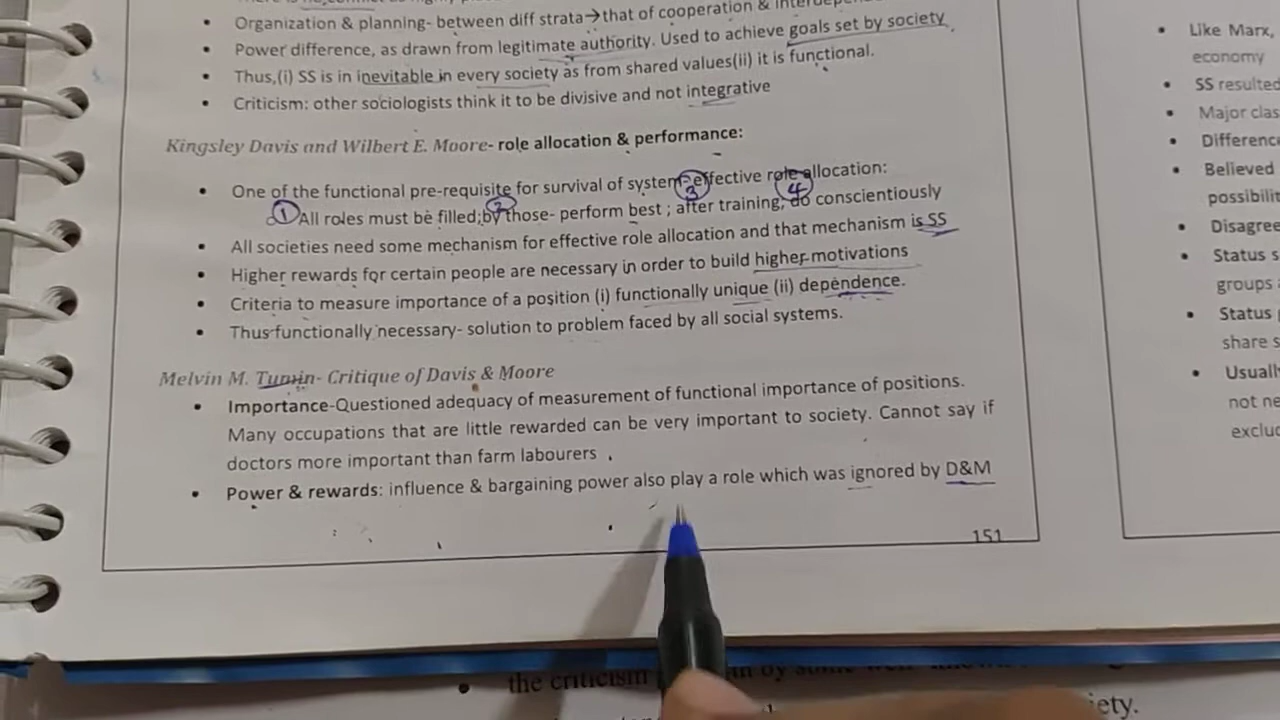 Organization & planning- between diff strata→that of cooperation &
• Power difference, as drawn from legitimate authority. Used to achieve goals set by society
• Thus,(i) SS is in inevitable in every society as from shared values(ii) it is functional.
• Criticism: other sociologists think it to be divisive and not integrative
Kingsley Davis and Wilbert E. Moore- role allocation & performance:
• One of the functional pre-requisite for survival of system- effective role allocation:
① All roles must be filled; ② by those- perform best ; ③ after training; ④ do conscientiously
• All societies need some mechanism for effective role allocation and that mechanism is SS
• Higher rewards for certain people are necessary in order to build higher motivations
• Criteria to measure importance of a position (i) functionally unique (ii) dependence.
• Thus functionally necessary- solution to problem faced by all social systems.
Melvin M. Tumin- Critique of Davis & Moore
• Importance-Questioned adequacy of measurement of functional importance of positions.
Many occupations that are little rewarded can be very important to society. Cannot say if
doctors more important than farm labourers .
• Power & rewards: influence & bargaining power also play a role which was ignored by D&M
151
• Like Marx,
economy
• SS resulted
• Major clas
• Difference
• Believed
possibilit
• Disagree
• Status s
groups
• Status
share s
• Usuall
not ne
exclud
• the criticism